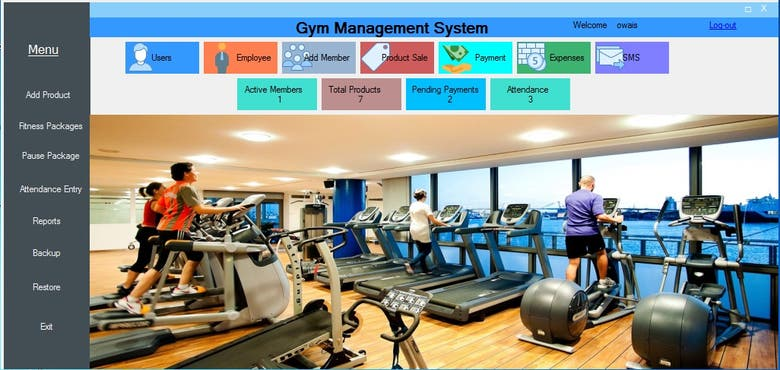 X
Gym Management System
Welcome owais
Log-out
Menu
Users
Employee
Add Member
Product Sale
Payment
Expenses
SMS
Active Members
1
Total Products
7
Pending Payments
2
Attendance
3
Add Product
Fitness Packages
Pause Package
Attendance Entry
Reports
Backup
Restore
Exit